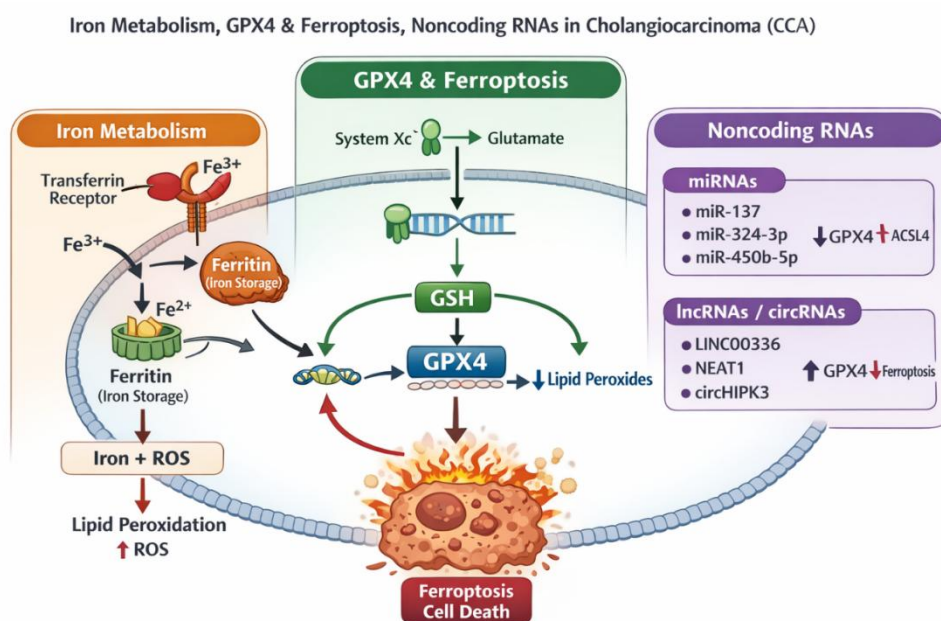 Iron Metabolism, GPX4 & Ferroptosis, Noncoding RNAs in Cholangiocarcinoma (CCA)
Iron Metabolism
Fe3+
Transferrin
Receptor
Fe3+
Ferritin
(Iron Storage)
Fe2+
Ferritin
(Iron Storage)
Iron + ROS
Lipid Peroxidation
↑ ROS
GPX4 & Ferroptosis
System Xc-
Glutamate
GSH
GPX4
↓ Lipid Peroxides
Ferroptosis
Cell Death
Noncoding RNAs
miRNAs
• miR-137
• miR-324-3p
• miR-450b-5p
↓ GPX4 ↑ ACSL4
lncRNAs / circRNAs
• LINC00336
• NEAT1
• circHIPK3
↑ GPX4 ↓ Ferroptosis